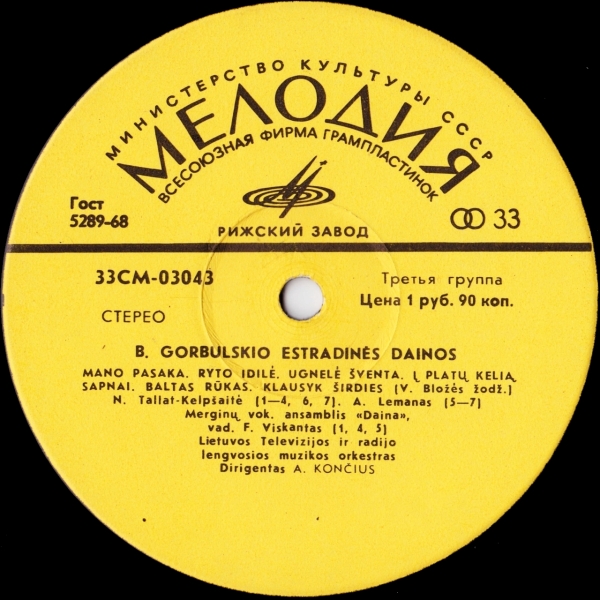 МИНИСТЕРСТВО КУЛЬТУРЫ СССР
МЕЛОДИЯ
ВСЕСОЮЗНАЯ ФИРМА ГРАМПЛАСТИНОК
Гост
5289-68
33
РИЖСКИЙ ЗАВОД
33СМ-03043
Третья группа
Цена 1 руб. 90 коп.
СТЕРЕО
B. GORBULSKIO ESTRADINĖS DAINOS
MANO PASAKA. RYTO IDILĖ. UGNELĖ ŠVENTA. Į PLATŲ KELIĄ.
SAPNAI. BALTAS RŪKAS. KLAUSYK ŠIRDIES (V. Bložės žodž.)
N. Tallat-Kelpšaitė (1—4, 6, 7). A. Lemanas (5—7)
Merginų vok. ansamblis «Daina»,
vad. F. Viskantas (1, 4, 5)
Lietuvos Televizijos ir radijo
lengvosios muzikos orkestras
Dirigentas A. KONČIUS